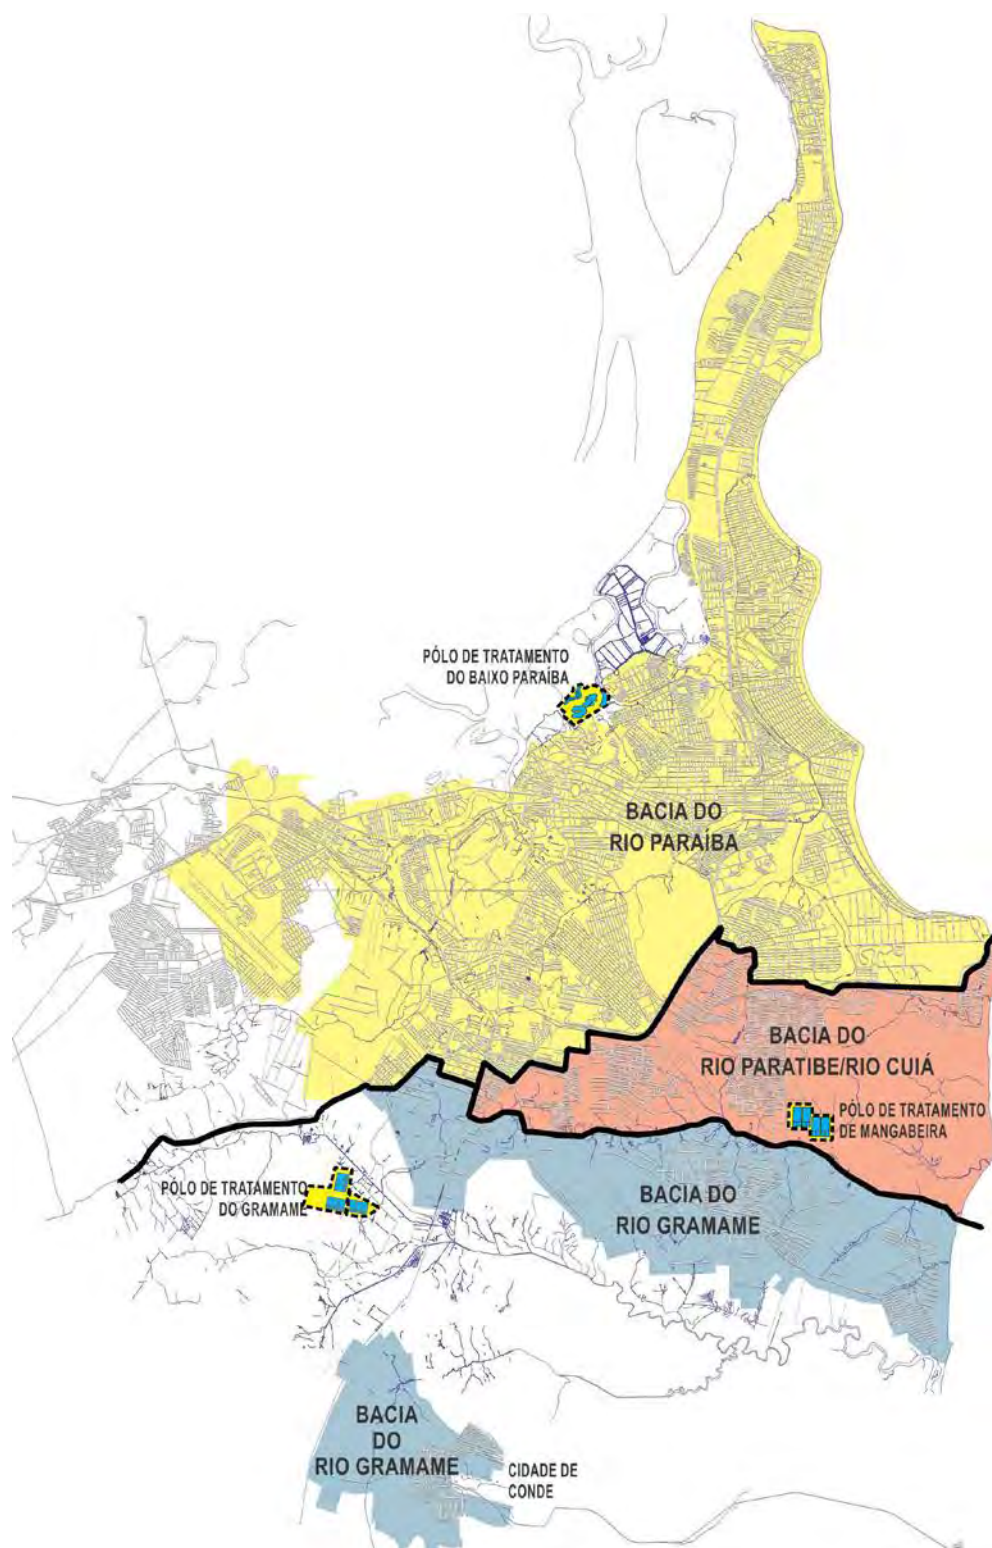 PÓLO DE TRATAMENTO
DO BAIXO PARAÍBA
BACIA DO
RIO PARAÍBA
BACIA DO
RIO PARATIBE/RIO CUIÁ
PÓLO DE TRATAMENTO
DE MANGABEIRA
PÓLO DE TRATAMENTO
DO GRAMAME
BACIA DO
RIO GRAMAME
BACIA
DO
RIO GRAMAME
CIDADE DE
CONDE